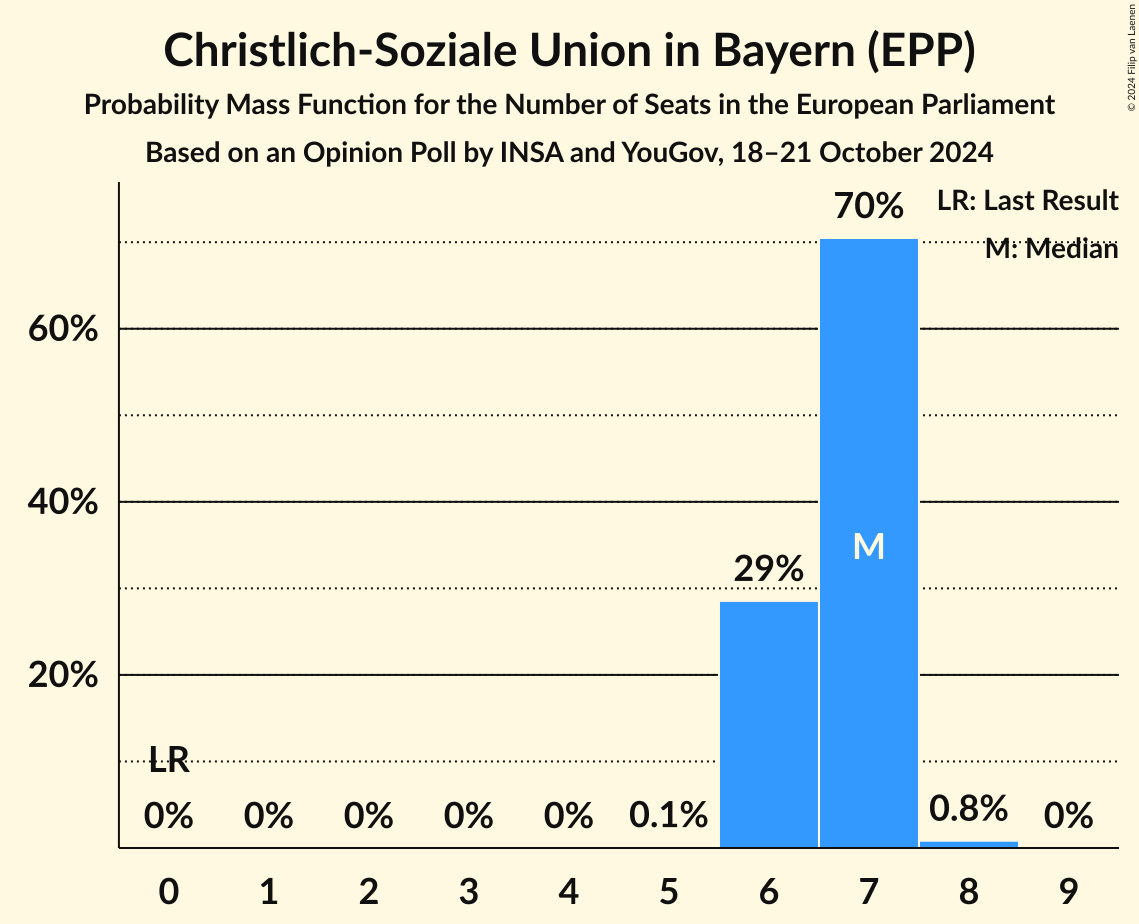 Christlich-Soziale Union in Bayern (EPP)
Probability Mass Function for the Number of Seats in the European Parliament
Based on an Opinion Poll by INSA and YouGov, 18–21 October 2024
© 2024 Filip van Laenen
LR: Last Result
M: Median
70%
60%
40%
M
29%
20%
LR
0% 0% 0% 0% 0% 0.1% 0.8% 0%
0 1 2 3 4 5 6 7 8 9